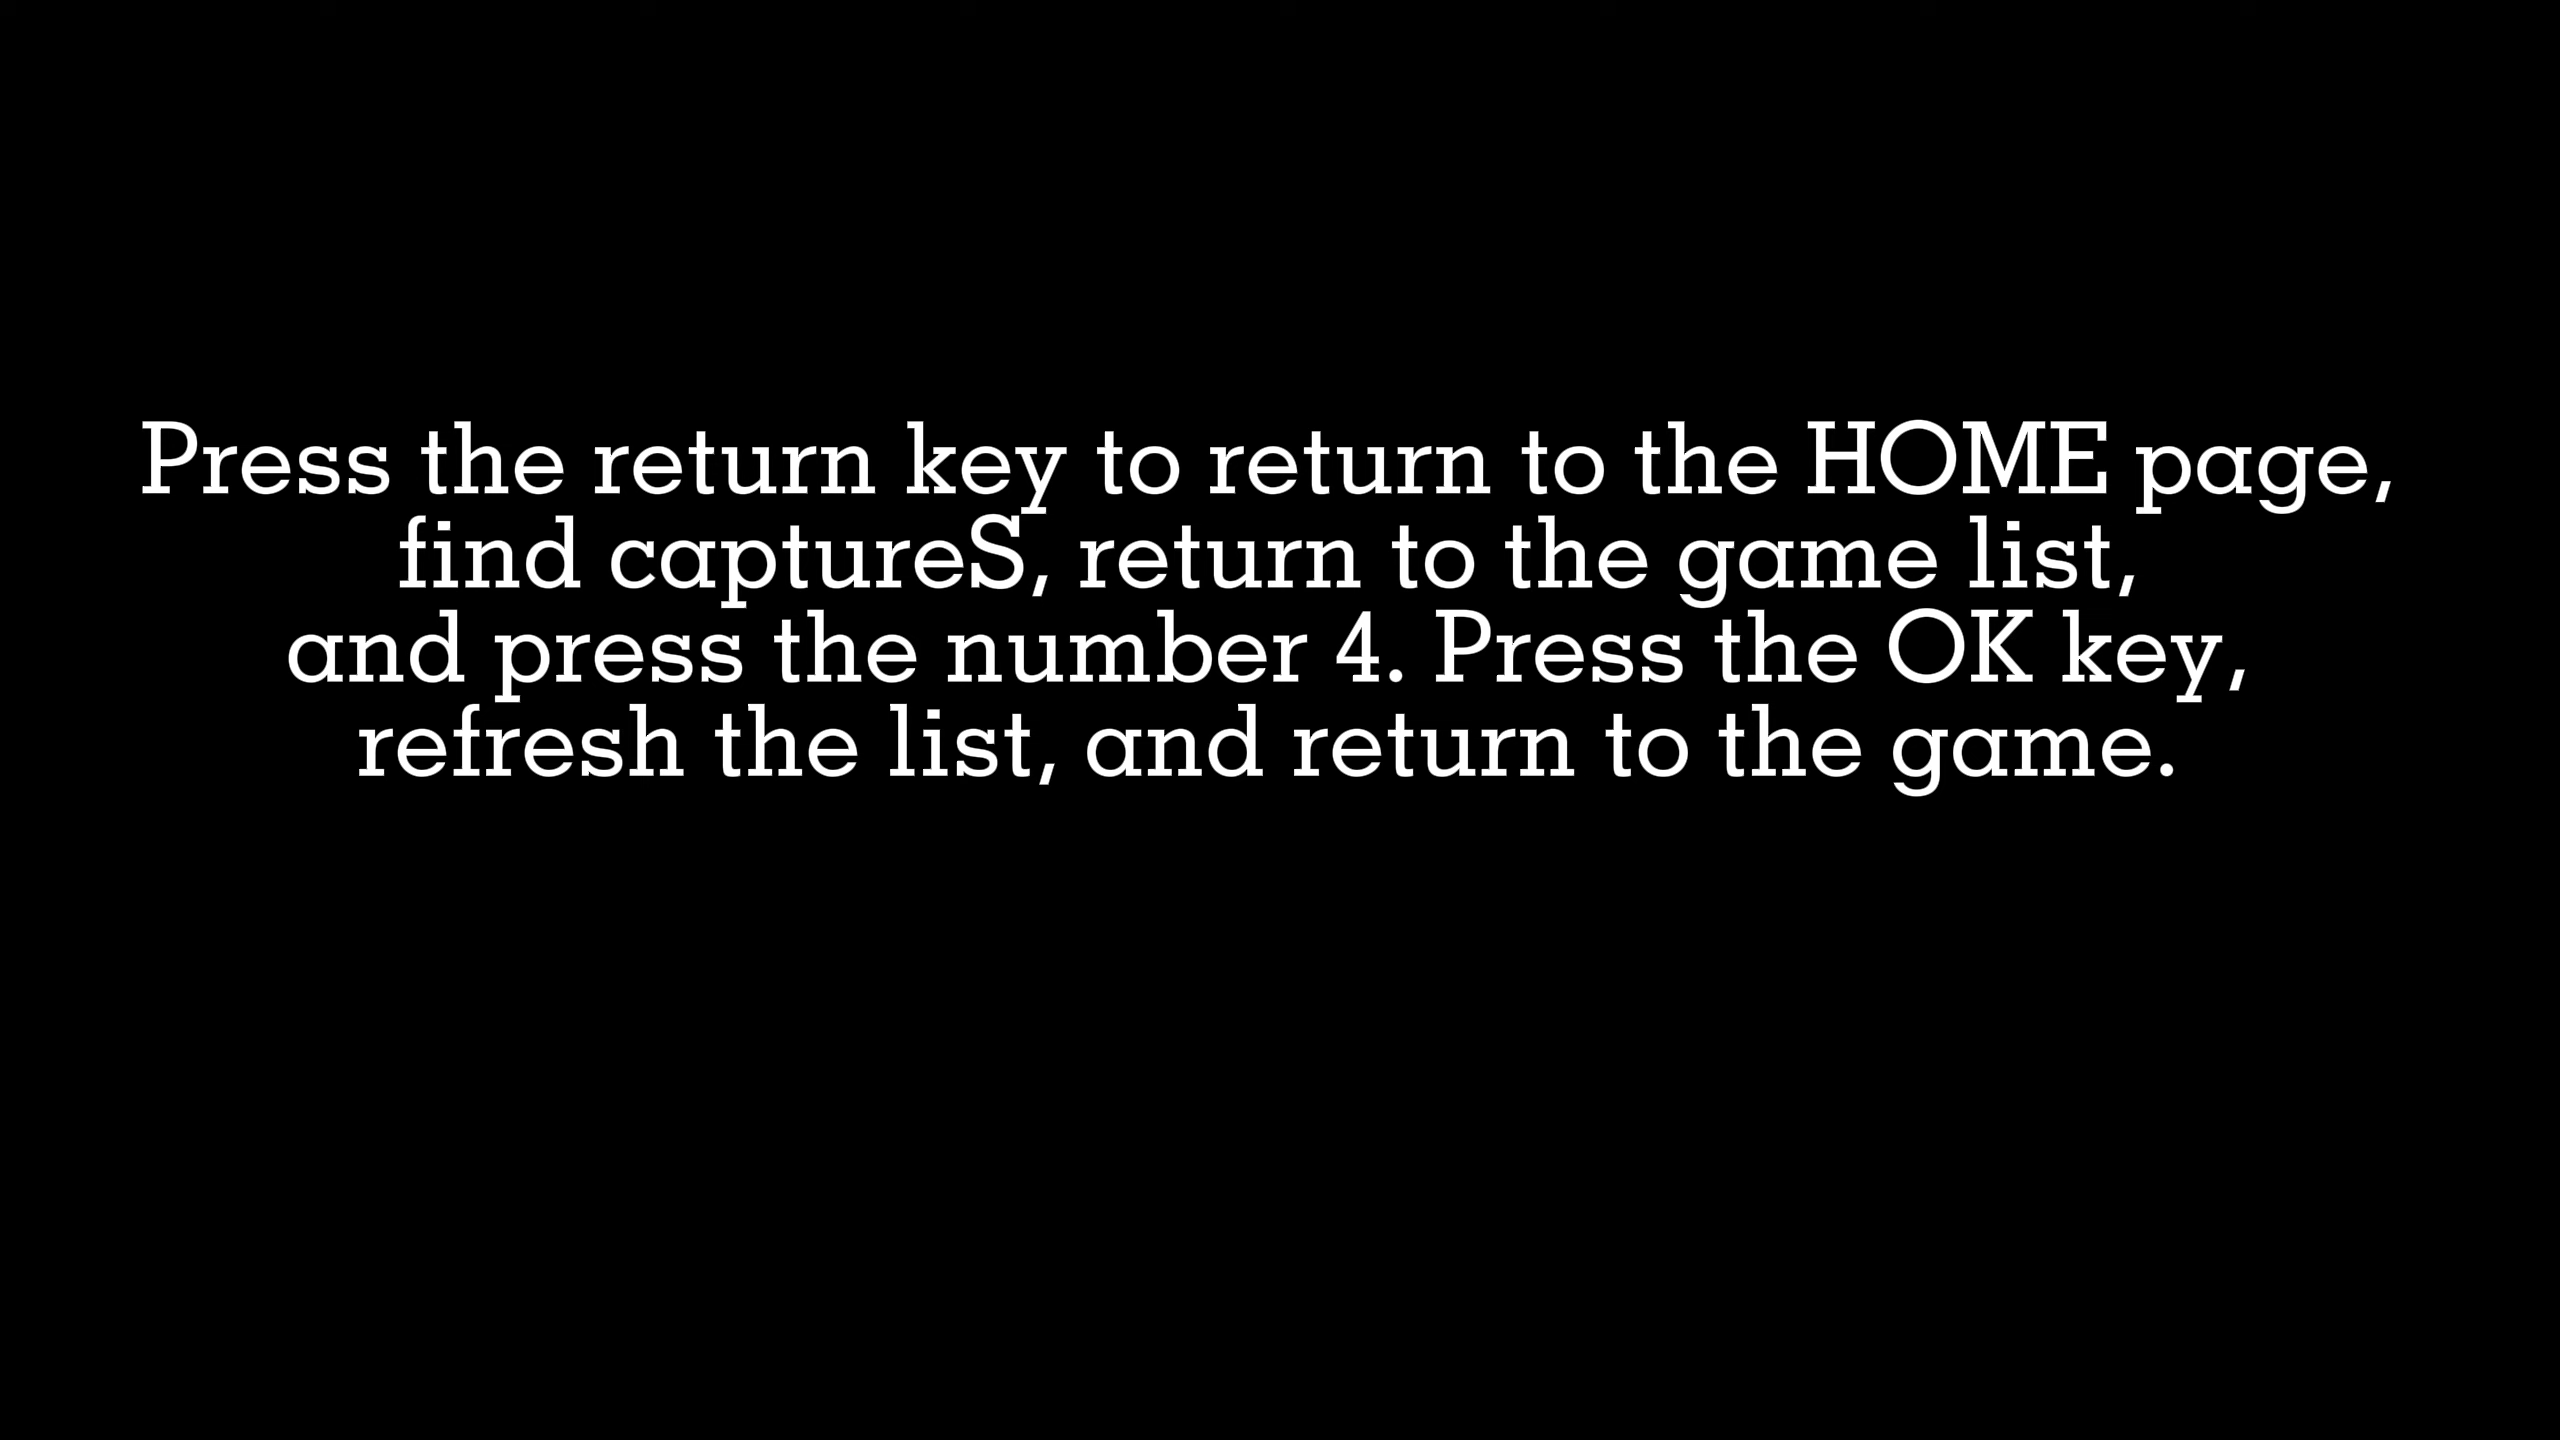 Press the return key to return to the HOME page,
find captureS, return to the game list,
and press the number 4. Press the OK key,
refresh the list, and return to the game.